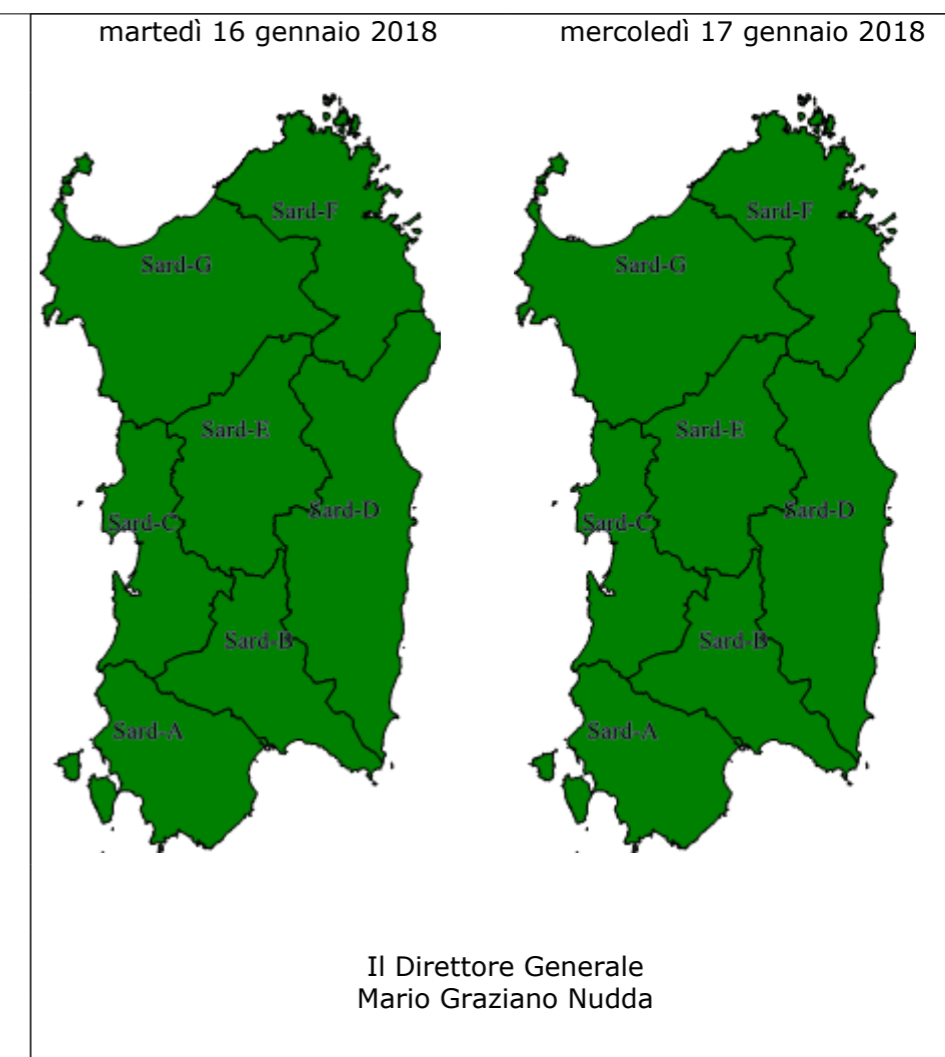 martedì 16 gennaio 2018
mercoledì 17 gennaio 2018
Sard-F
Sard-G
Sard-E
Sard-D
Sard-C
Sard-B
Sard-A
Sard-F
Sard-G
Sard-E
Sard-D
Sard-C
Sard-B
Sard-A
Il Direttore Generale
Mario Graziano Nudda